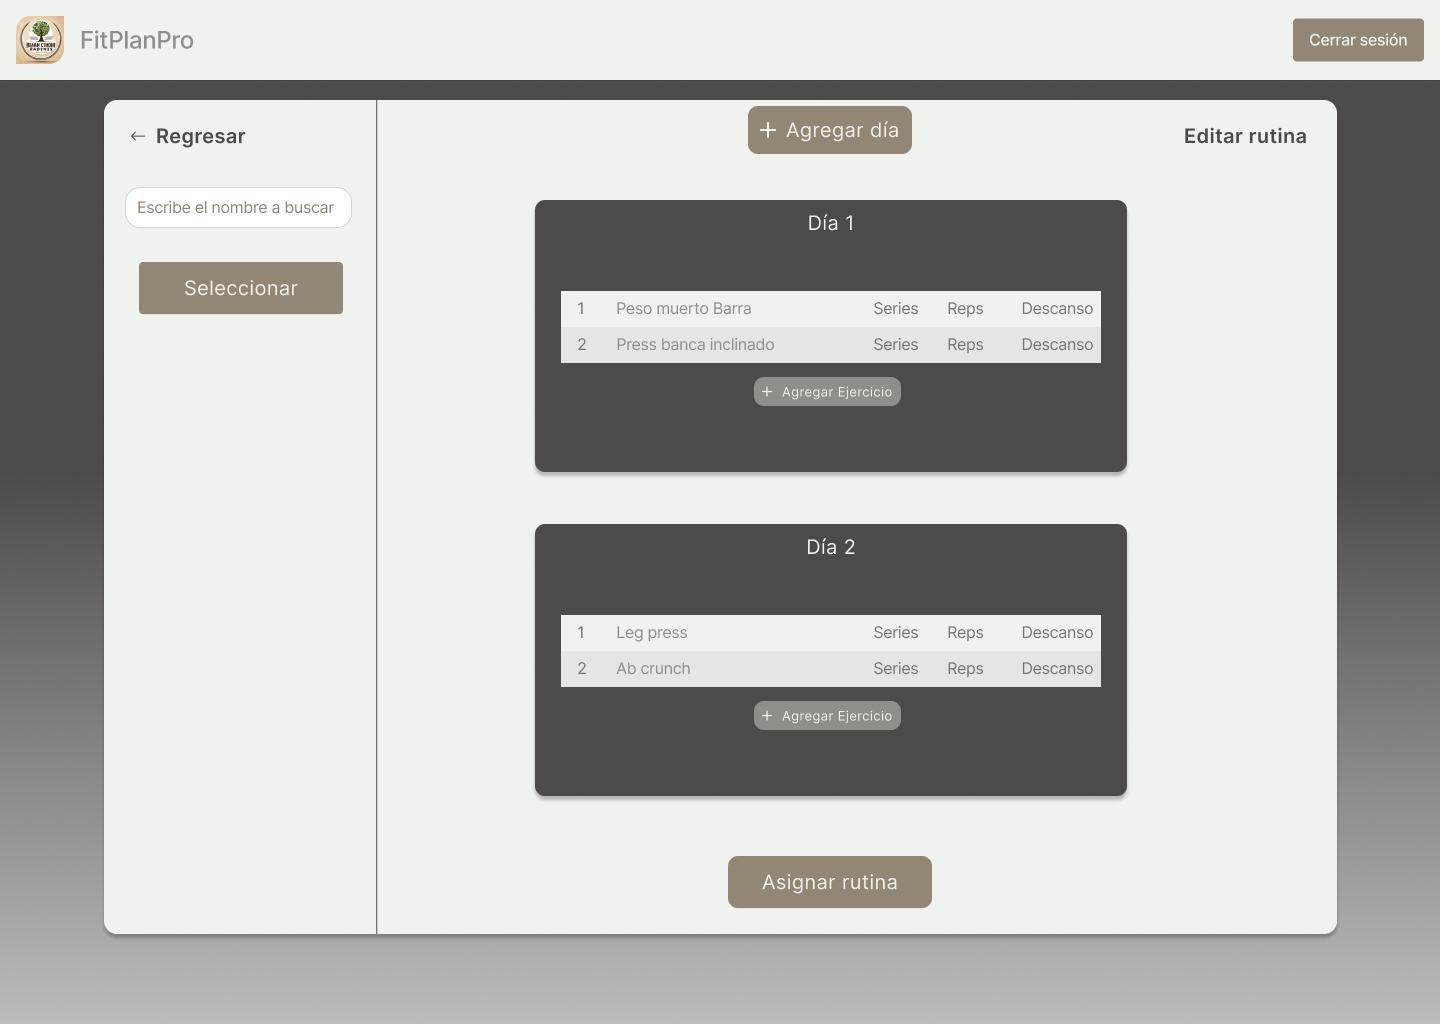 FitPlanPro
Cerrar sesión
← Regresar
+ Agregar día
Editar rutina
Escribe el nombre a buscar
Seleccionar
Día 1
1 Peso muerto Barra Series Reps Descanso
2 Press banca inclinado Series Reps Descanso
+ Agregar Ejercicio
Día 2
1 Leg press Series Reps Descanso
2 Ab crunch Series Reps Descanso
+ Agregar Ejercicio
Asignar rutina